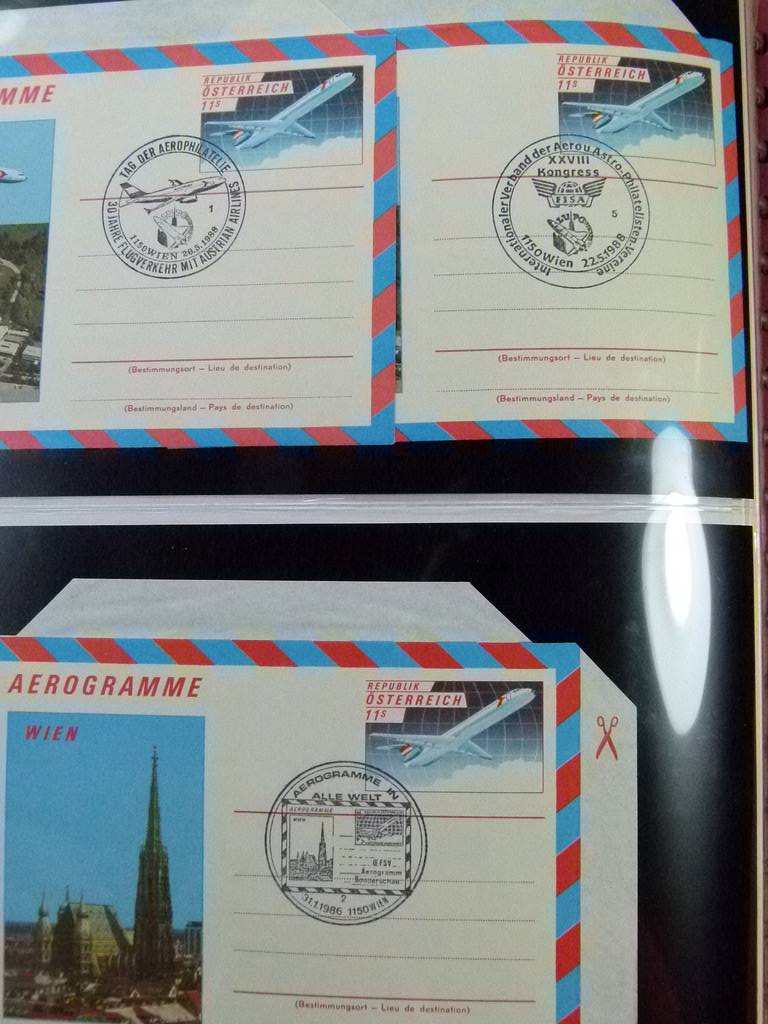 MME
REPUBLIK
ÖSTERREICH
11S
TAG DER AEROPHILATELIE
1
1150 WIEN 20.5.1988
30 JAHRE FLUGVERKEHR MIT AUSTRIAN AIRLINES
(Bestimmungsort – Lieu de destination)
(Bestimmungsland – Pays de destination)
REPUBLIK
ÖSTERREICH
11S
Internationaler Verband der Aero u Astro-Philatelisten-Vereine
XXVIII
Kongress
FISA
5
1150 Wien 22.5.1988
(Bestimmungsort – Lieu de destination)
(Bestimmungsland – Pays de destination)
AEROGRAMME
WIEN
REPUBLIK
ÖSTERREICH
11S
AEROGRAMME IN
ALLE WELT
AEROGRAMME
WIEN
Aerogramm
Sonderschau
2
31.1.1986 1150 WIEN
(Bestimmungsort – Lieu de destination)